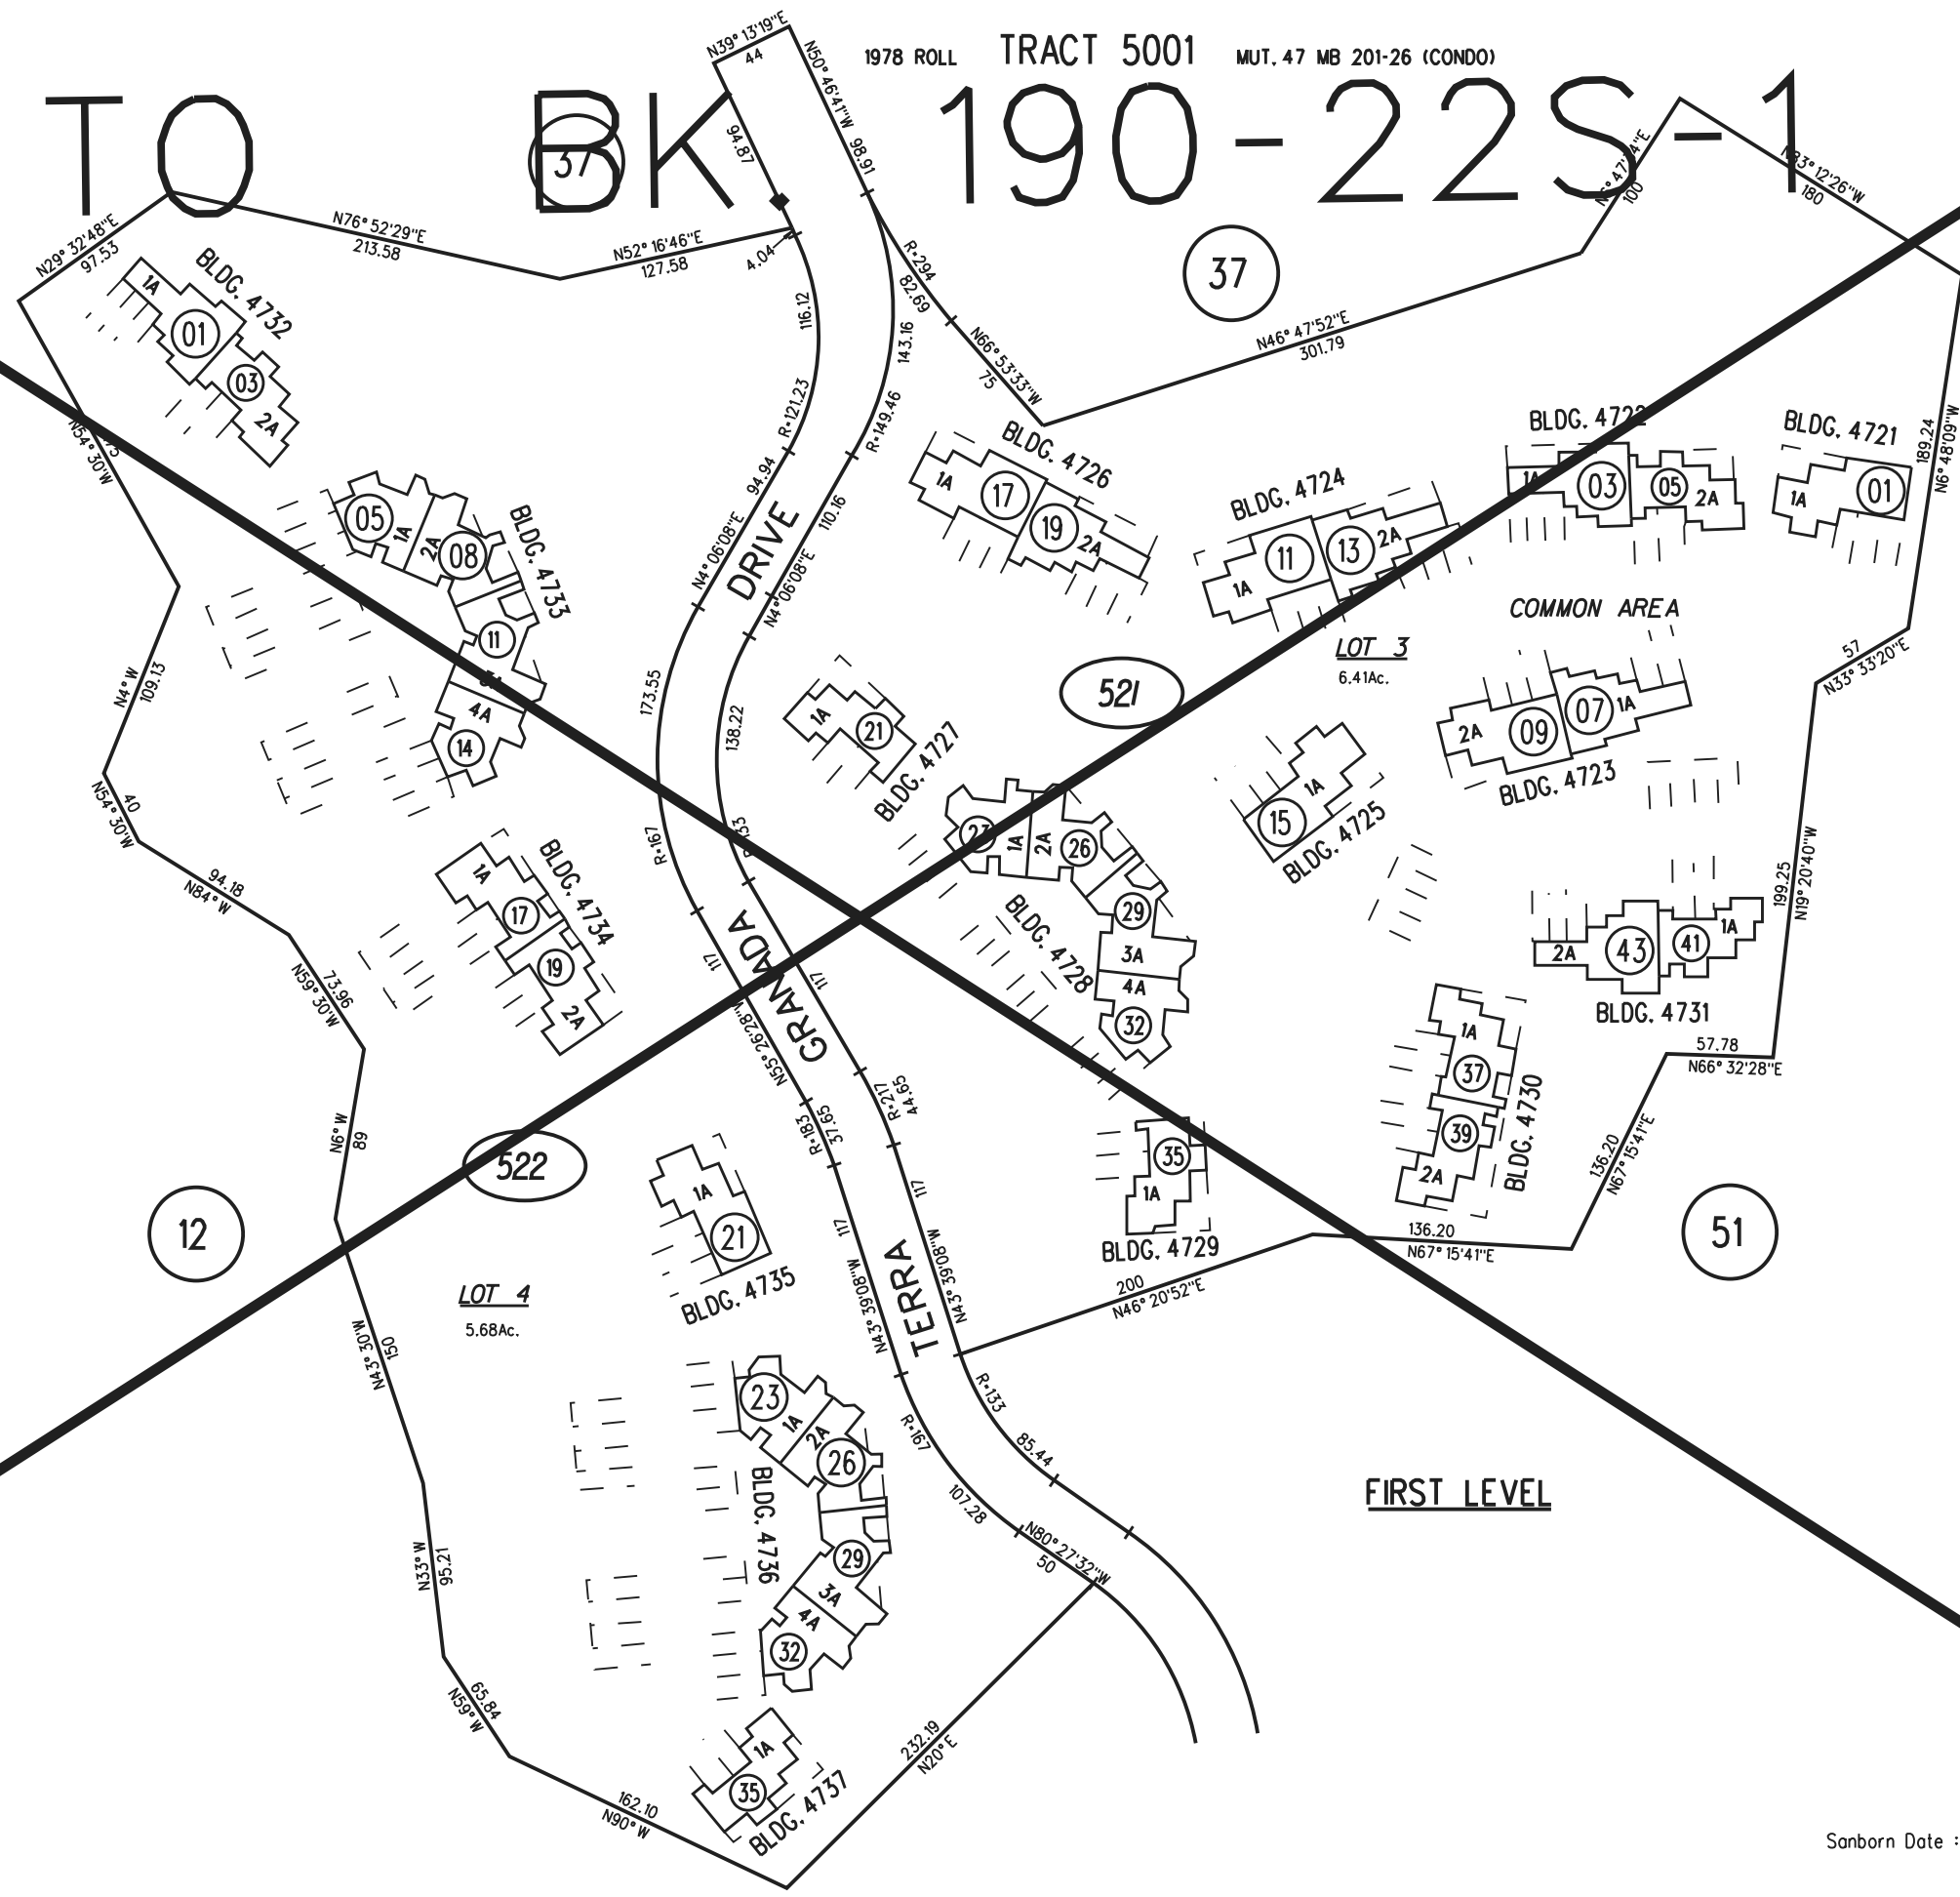 1978 ROLL TRACT 5001 MUT. 47 MB 201-26 (CONDO)
TO BK 190-22S-1
37
N39° 13'19"E
44
N50° 46'41"W 98.91
94.87
N33° 12'26"W
180
100
N29° 32'48"E
97.53
N76° 52'29"E
213.58
N52° 16'46"E
127.58
4.04
R=294
82.69
37
N46° 47'52"E
301.79
N66° 53'33"W
75
116.12
143.16
R=121.23
R=149.46
94.94
110.16
N4° 06'08"E
N4° 06'08"E
DRIVE
BLDG. 4732
1A
01
03
2A
N54° 30'W
BLDG. 4733
05
1A
2A
08
11
4A
14
BLDG. 4726
1A
17
19
2A
BLDG. 4724
1A
11
13
2A
BLDG. 4722
1A
03
05
2A
BLDG. 4721
1A
01
189.24
N6° 48'09"W
COMMON AREA
LOT 3
6.41Ac.
57
N33° 33'20"E
521
173.55
138.22
N4° W
109.13
BLDG. 4727
1A
21
BLDG. 4723
2A
09
07
1A
BLDG. 4725
15
1A
40
N54° 30'W
R=167
BLDG. 4728
23
1A
2A
26
29
3A
4A
32
94.18
N84° W
BLDG. 4734
1A
17
19
2A
199.25
N19° 20'40"W
BLDG. 4731
2A
43
41
1A
57.78
N66° 32'28"E
73.96
N59° 30'W
117
117
GRANADA
N55° 26'28"W
R=217
44.65
37.65
R=183
BLDG. 4730
1A
37
39
2A
N6° W
89
522
12
BLDG. 4729
35
1A
136.20
N67° 15'41"E
136.20
N67° 15'41"E
51
BLDG. 4735
1A
21
117
117
N43° 39'08"W
N43° 39'08"W
TERRA
200
N46° 20'52"E
LOT 4
5.68Ac.
N43° 30'W
150
BLDG. 4736
23
1A
2A
26
29
3A
4A
32
R=133
R=167
85.44
107.28
N80° 27'32"W
50
FIRST LEVEL
N33° W
95.21
65.84
N59° W
232.19
N20° E
BLDG. 4737
1A
35
162.10
N90° W
Sanborn Date :